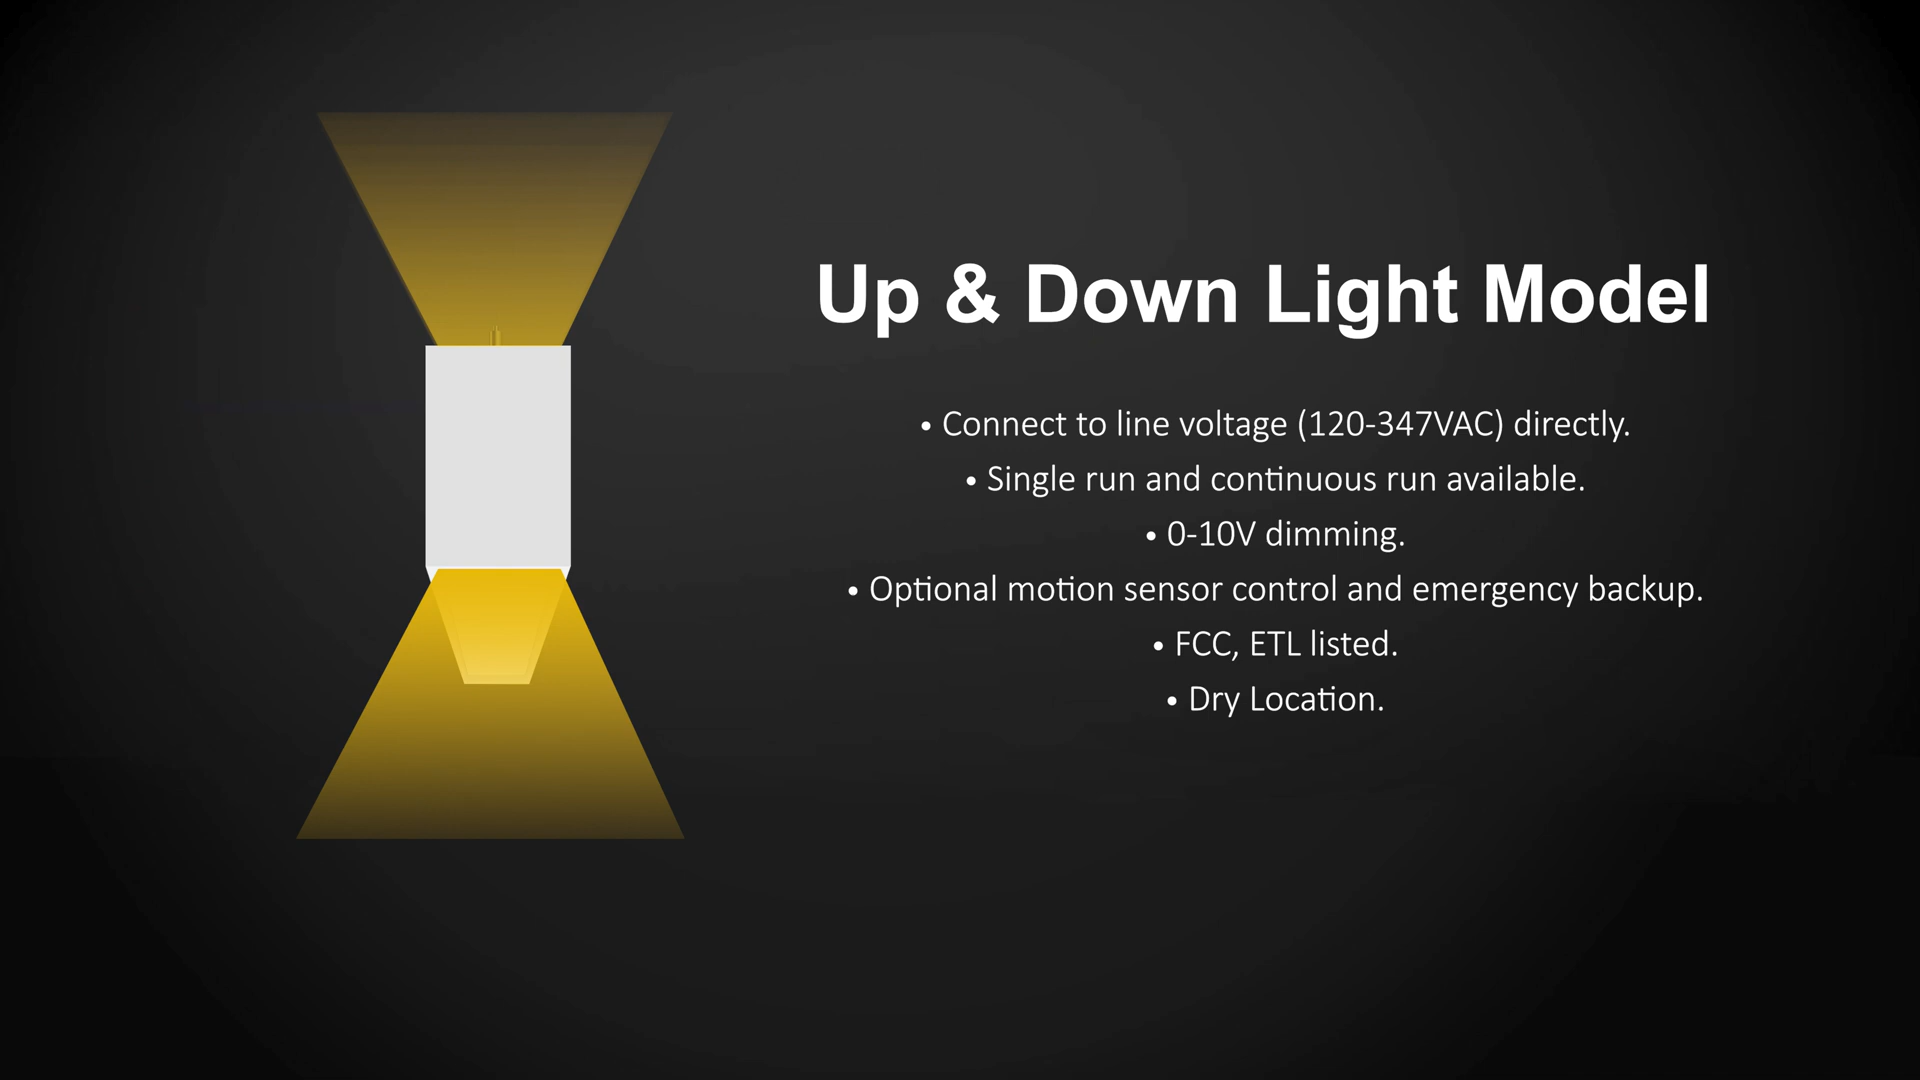 Up & Down Light Model
• Connect to line voltage (120-347VAC) directly.
• Single run and continuous run available.
• 0-10V dimming.
• Optional motion sensor control and emergency backup.
• FCC, ETL listed.
• Dry Location.